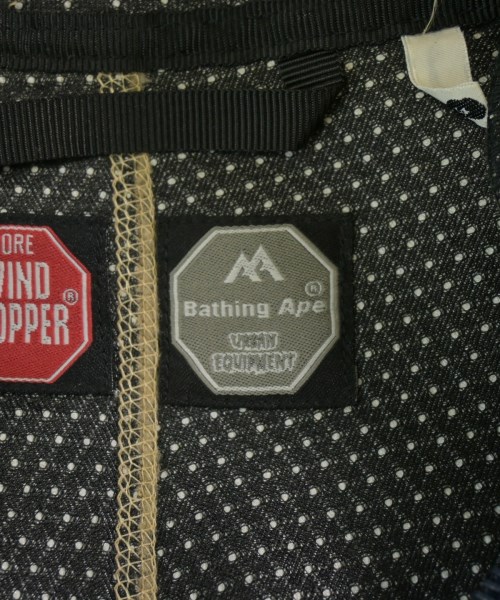 ORE
WIND
OPPER®
Bathing Ape®
URBAN
EQUIPMENT